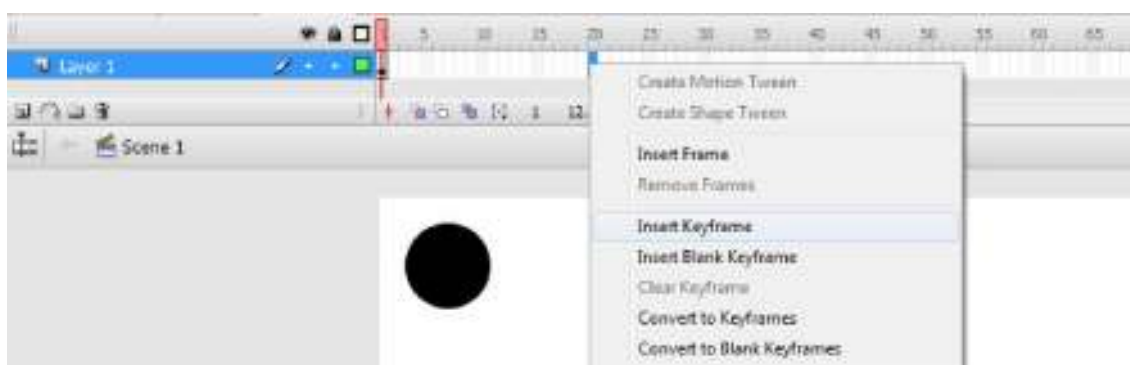 5 10 15 20 25 30 35 40 45 50 55 60 65
Layer 1
1 12.
Scene 1
Create Motion Tween
Create Shape Tween
Insert Frame
Remove Frames
Insert Keyframe
Insert Blank Keyframe
Clear Keyframe
Convert to Keyframes
Convert to Blank Keyframes